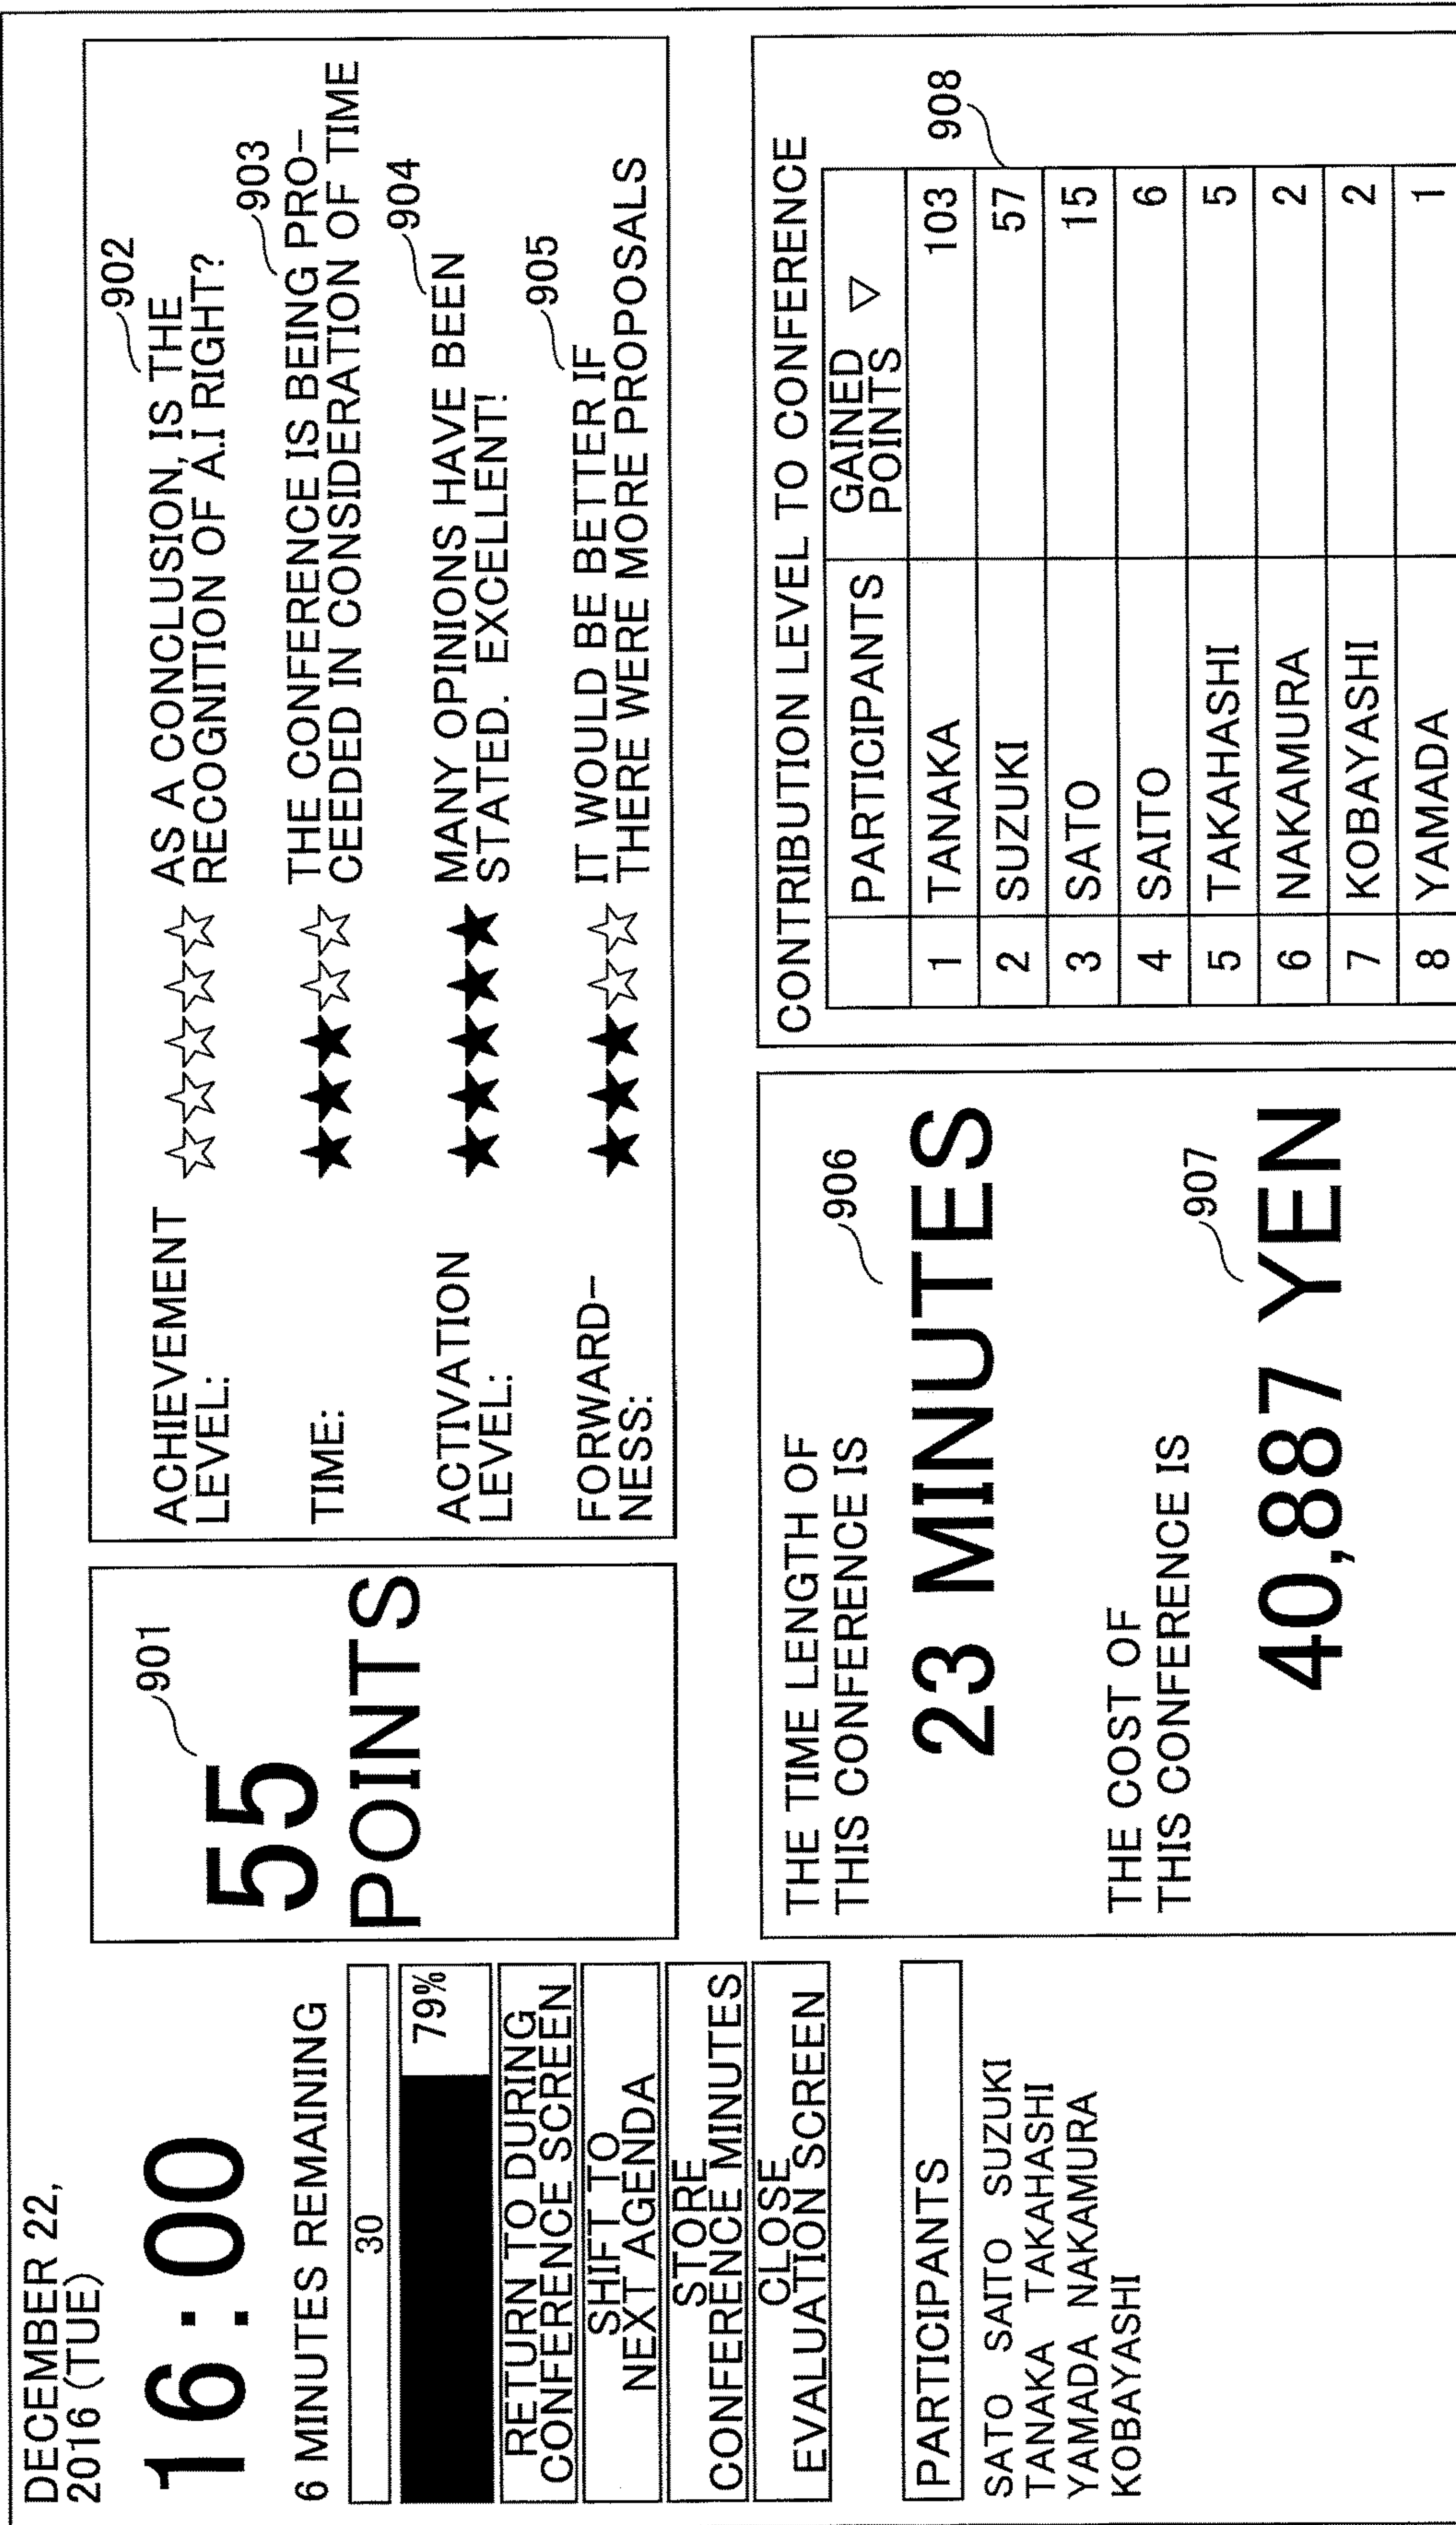 DECEMBER 22,
2016 (TUE)
16:00
6 MINUTES REMAINING
30
79%
RETURN TO DURING
CONFERENCE SCREEN
SHIFT TO
NEXT AGENDA
STORE
CONFERENCE MINUTES
CLOSE
EVALUATION SCREEN
PARTICIPANTS
SATO SAITO SUZUKI
TANAKA TAKAHASHI
YAMADA NAKAMURA
KOBAYASHI
901
55
POINTS
902
ACHIEVEMENT ☆☆☆☆☆ AS A CONCLUSION, IS THE
LEVEL: RECOGNITION OF A.I RIGHT?
903
TIME: ★★★☆☆ THE CONFERENCE IS BEING PRO-
CEEDED IN CONSIDERATION OF TIME
904
ACTIVATION ★★★★★ MANY OPINIONS HAVE BEEN
LEVEL: STATED. EXCELLENT!
905
FORWARD- ★★★☆☆ IT WOULD BE BETTER IF
NESS: THERE WERE MORE PROPOSALS
THE TIME LENGTH OF
THIS CONFERENCE IS
906
23 MINUTES
THE COST OF
THIS CONFERENCE IS
907
40,887 YEN
CONTRIBUTION LEVEL TO CONFERENCE
PARTICIPANTS GAINED POINTS ▽
908
1 TANAKA 103
2 SUZUKI 57
3 SATO 15
4 SAITO 6
5 TAKAHASHI 5
6 NAKAMURA 2
7 KOBAYASHI 2
8 YAMADA 1